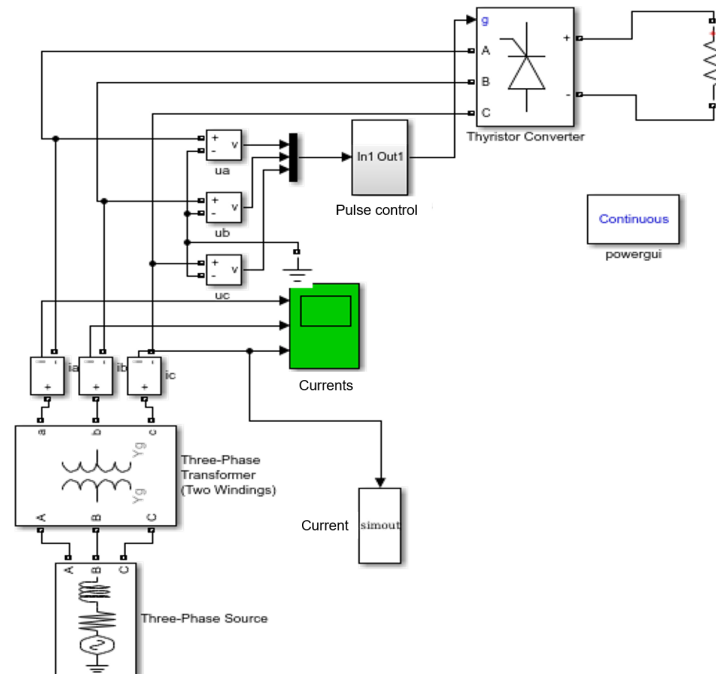 g
A
B
C
+
-
+
Thyristor Converter
+
-
v
ua
In1 Out1
Pulse control
+
-
v
ub
Continuous
powergui
+
-
v
uc
Currents
i
-
+
ia
i
-
+
ib
i
-
+
ic
a
b
c
Yg
Yg
A
B
C
Three-Phase
Transformer
(Two Windings)
Current
simout
A
B
C
Three-Phase Source